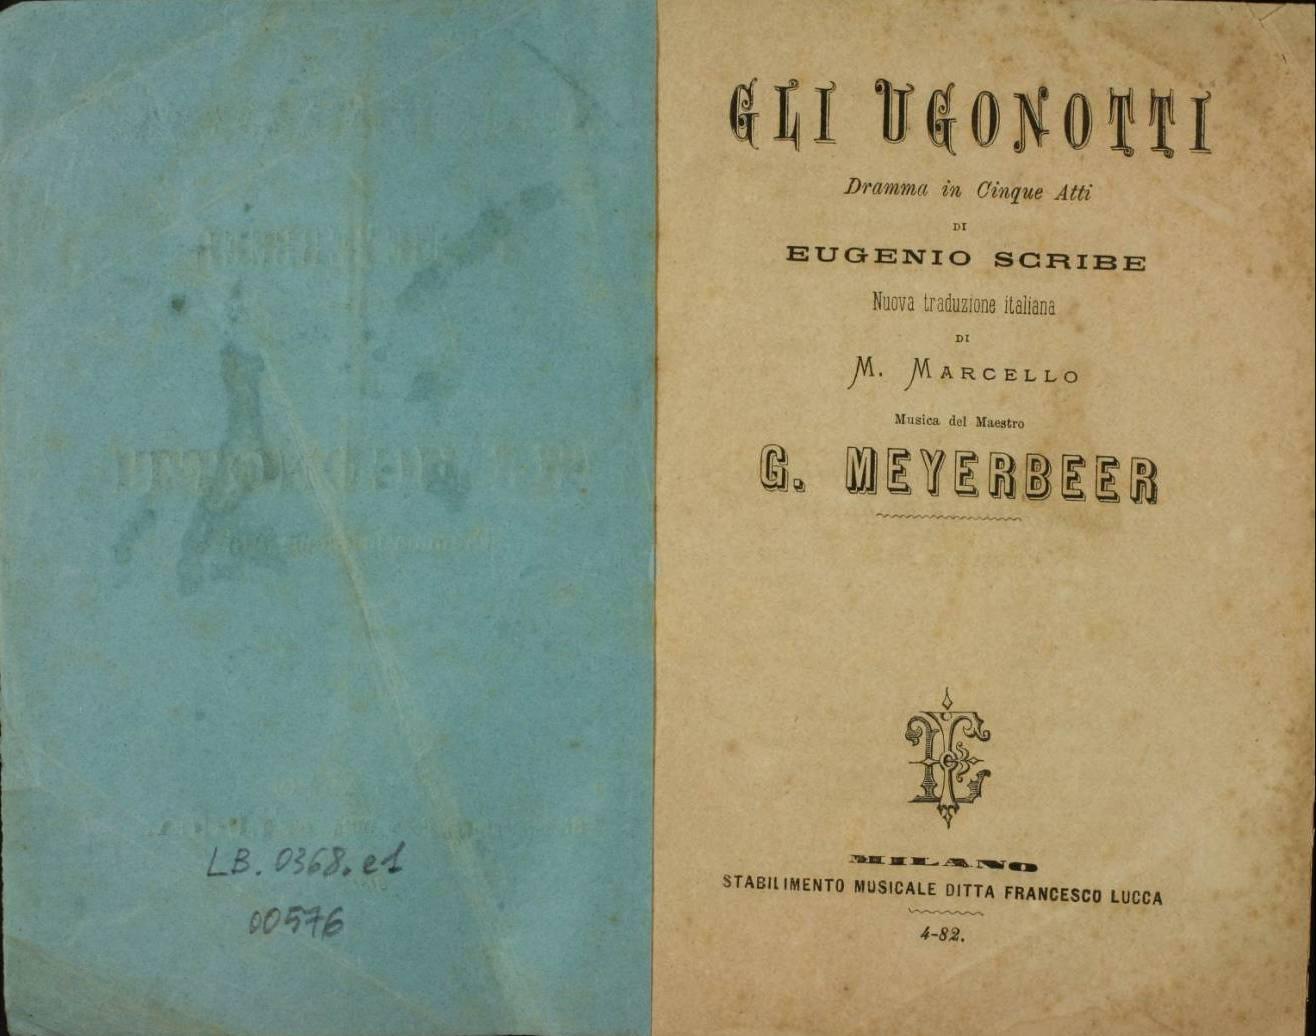 LB. 0368. e1
00576
GLI UGONOTTI
Dramma in Cinque Atti
DI
EUGENIO SCRIBE
Nuova traduzione italiana
DI
M. MARCELLO
Musica del Maestro
G. MEYERBEER
MILANO
STABILIMENTO MUSICALE DITTA FRANCESCO LUCCA
4-82.